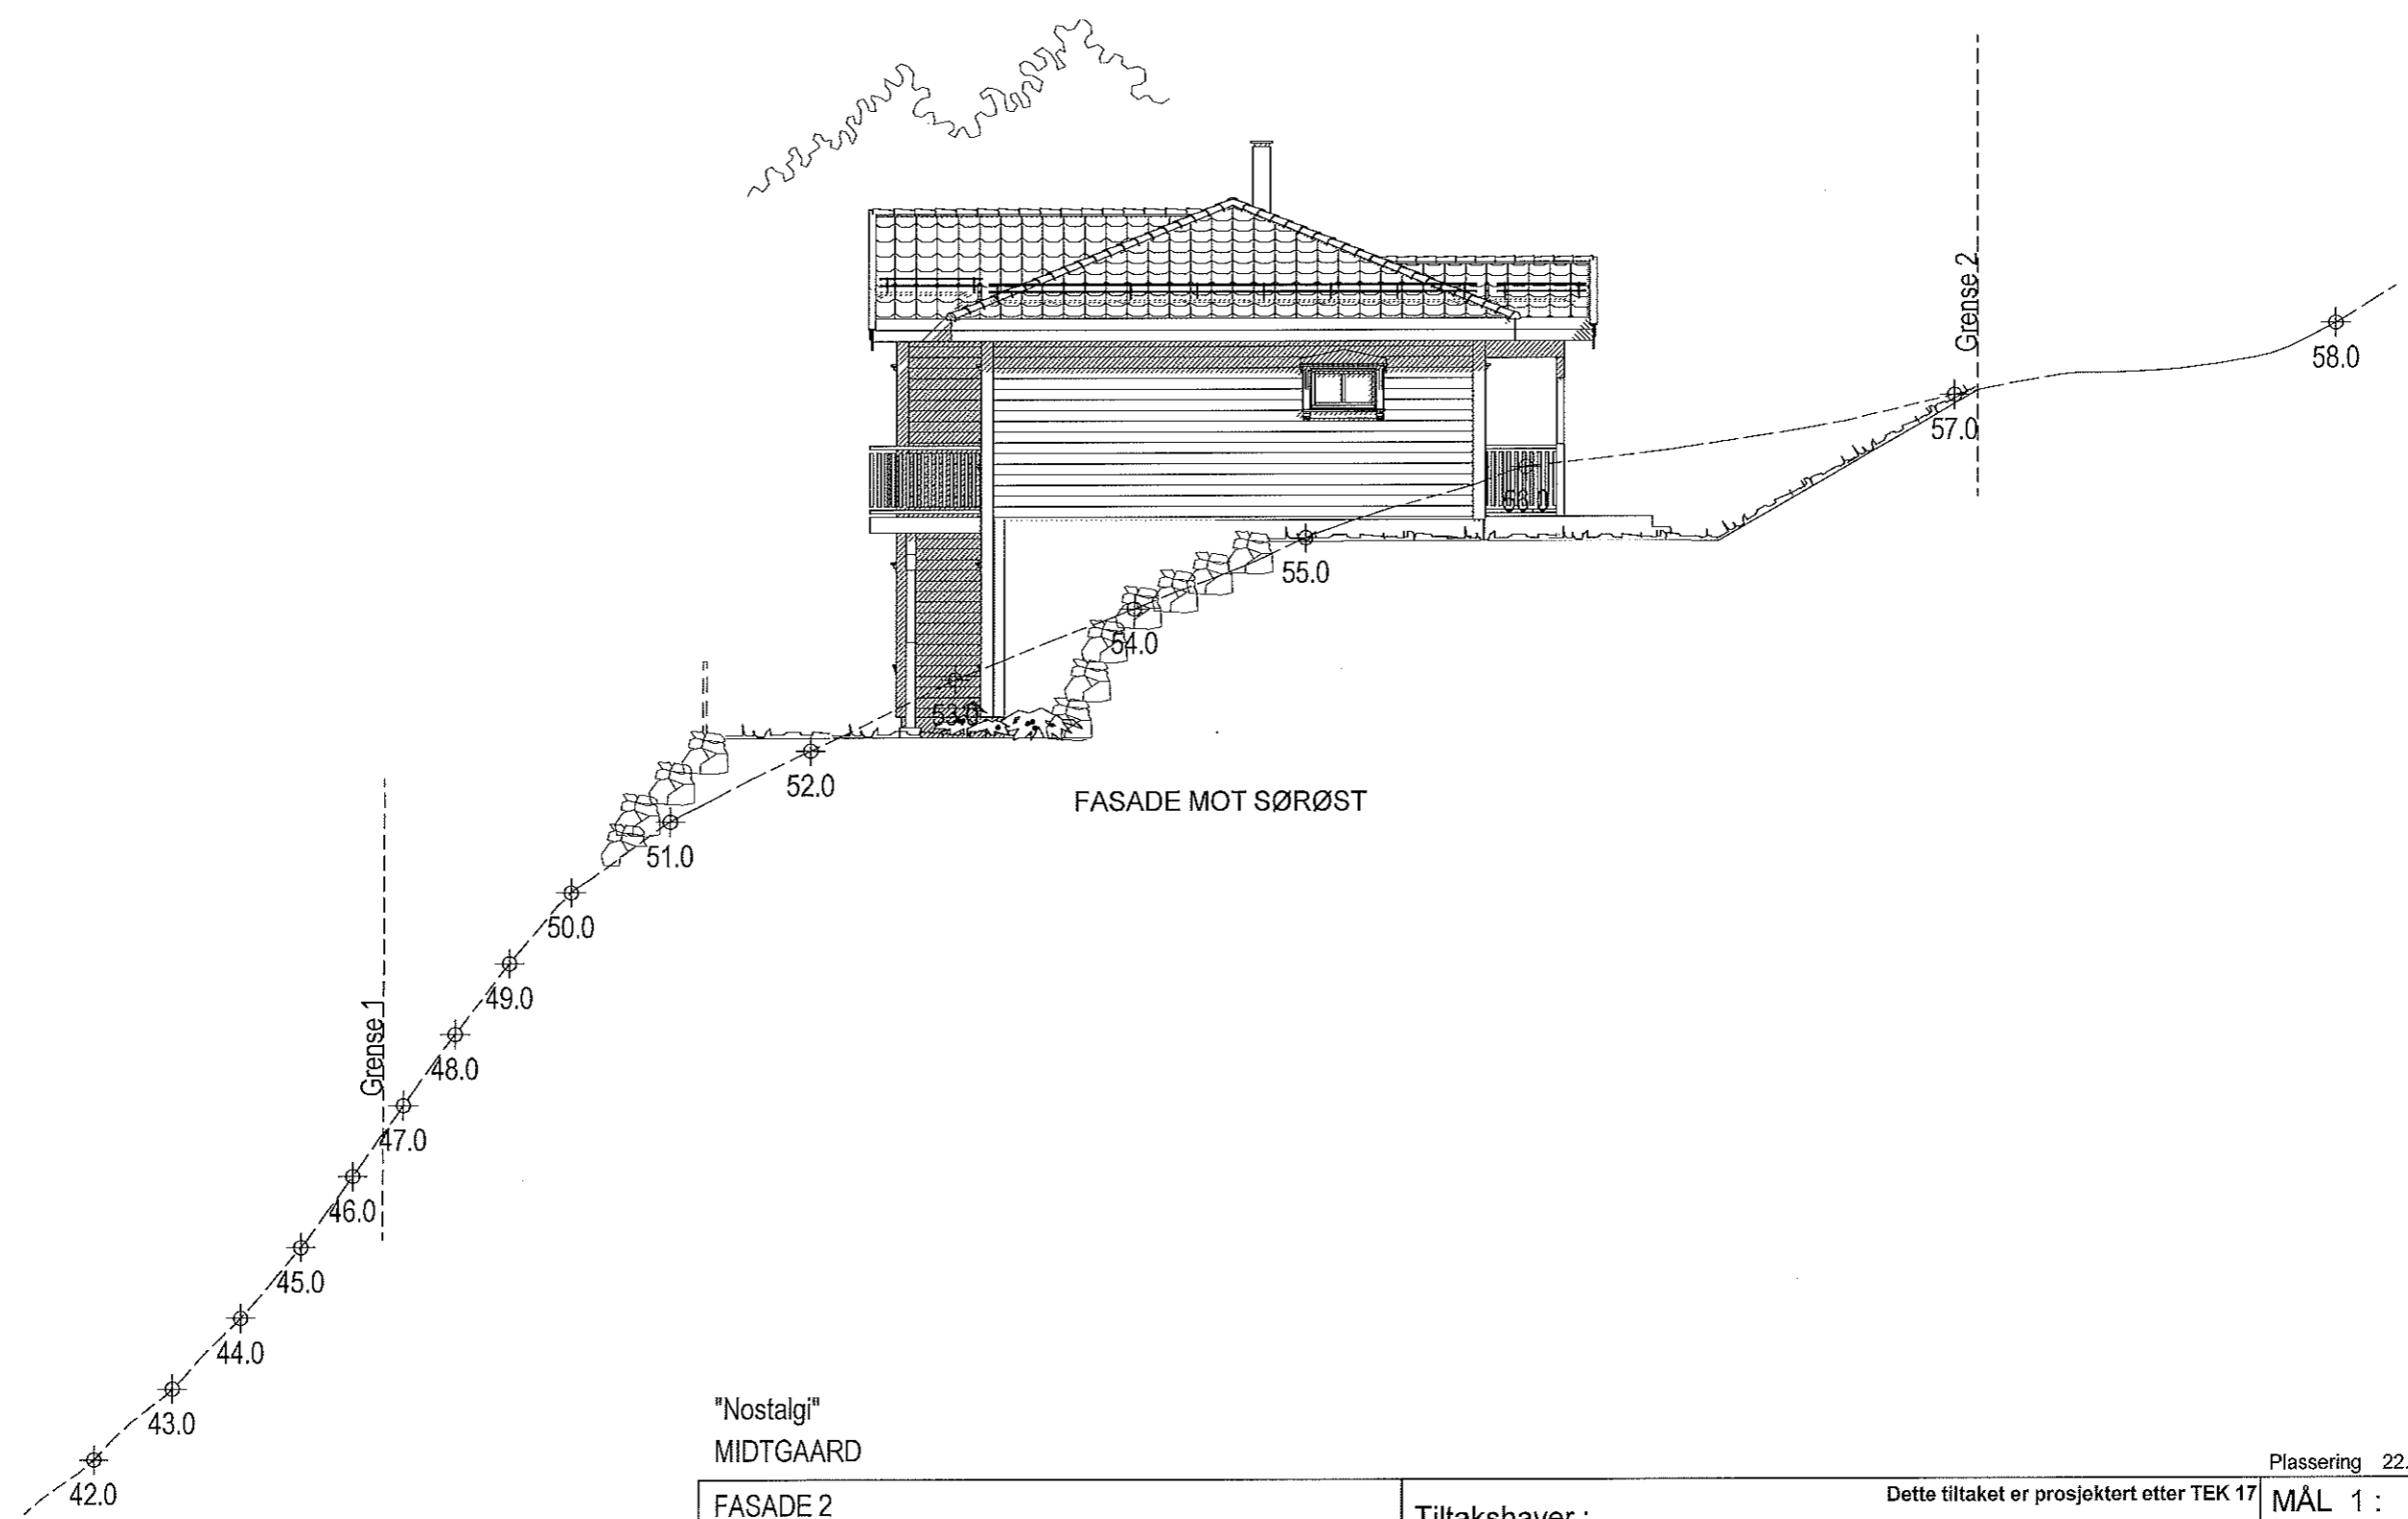 Grense 2
58.0
57.0
55.0
54.0
53.0
52.0
FASADE MOT SØRØST
51.0
50.0
49.0
Grense 1
48.0
47.0
46.0
45.0
44.0
43.0
42.0
"Nostalgi"
MIDTGAARD
Plassering 22.
FASADE 2
Tiltakshaver :
Dette tiltaket er prosjektert etter TEK 17
MÅL 1 :